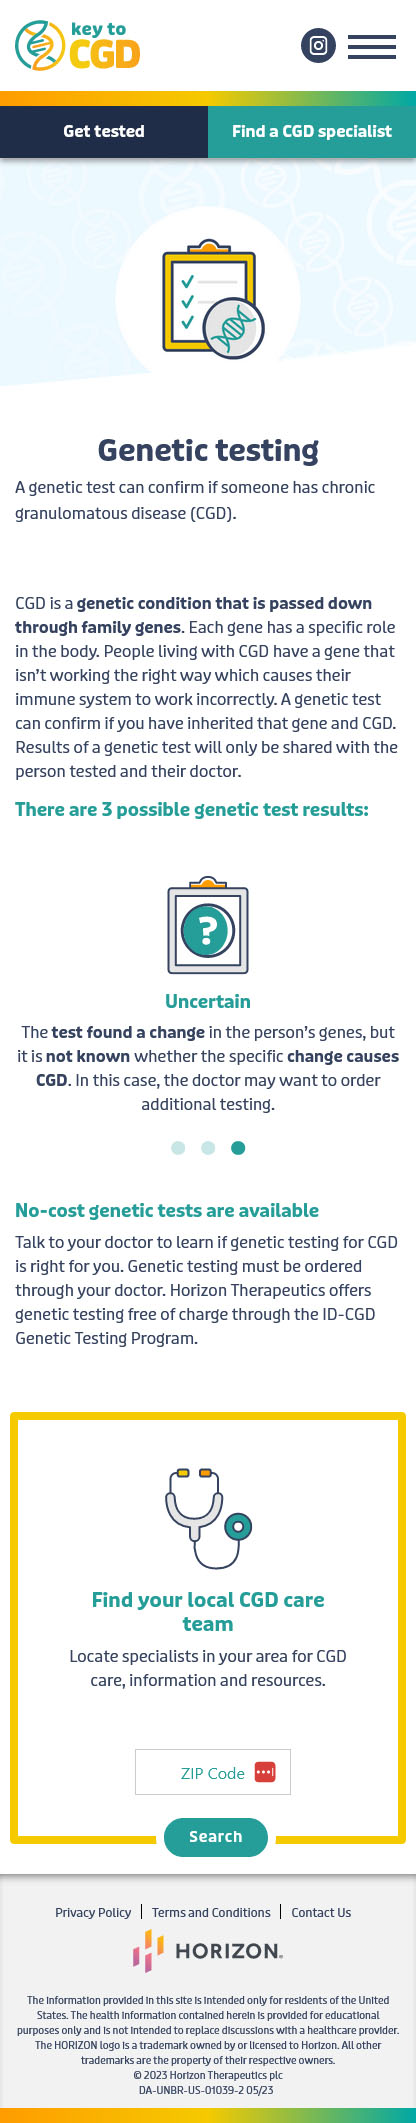 key to
CGD
Get tested
Find a CGD specialist
Genetic testing
A genetic test can confirm if someone has chronic
granulomatous disease (CGD).
CGD is a genetic condition that is passed down
through family genes. Each gene has a specific role
in the body. People living with CGD have a gene that
isn't working the right way which causes their
immune system to work incorrectly. A genetic test
can confirm if you have inherited that gene and CGD.
Results of a genetic test will only be shared with the
person tested and their doctor.
There are 3 possible genetic test results:
?
Uncertain
The test found a change in the person's genes, but
it is not known whether the specific change causes
CGD. In this case, the doctor may want to order
additional testing.
No-cost genetic tests are available
Talk to your doctor to learn if genetic testing for CGD
is right for you. Genetic testing must be ordered
through your doctor. Horizon Therapeutics offers
genetic testing free of charge through the ID-CGD
Genetic Testing Program.
Find your local CGD care
team
Locate specialists in your area for CGD
care, information and resources.
ZIP Code
Search
Privacy Policy
Terms and Conditions
Contact Us
HORIZON
The information provided in this site is intended only for residents of the United
States. The health information contained herein is provided for educational
purposes only and is not intended to replace discussions with a healthcare provider.
The HORIZON logo is a trademark owned by or licensed to Horizon. All other
trademarks are the property of their respective owners.
© 2023 Horizon Therapeutics plc
DA-UNBR-US-01039-2 05/23